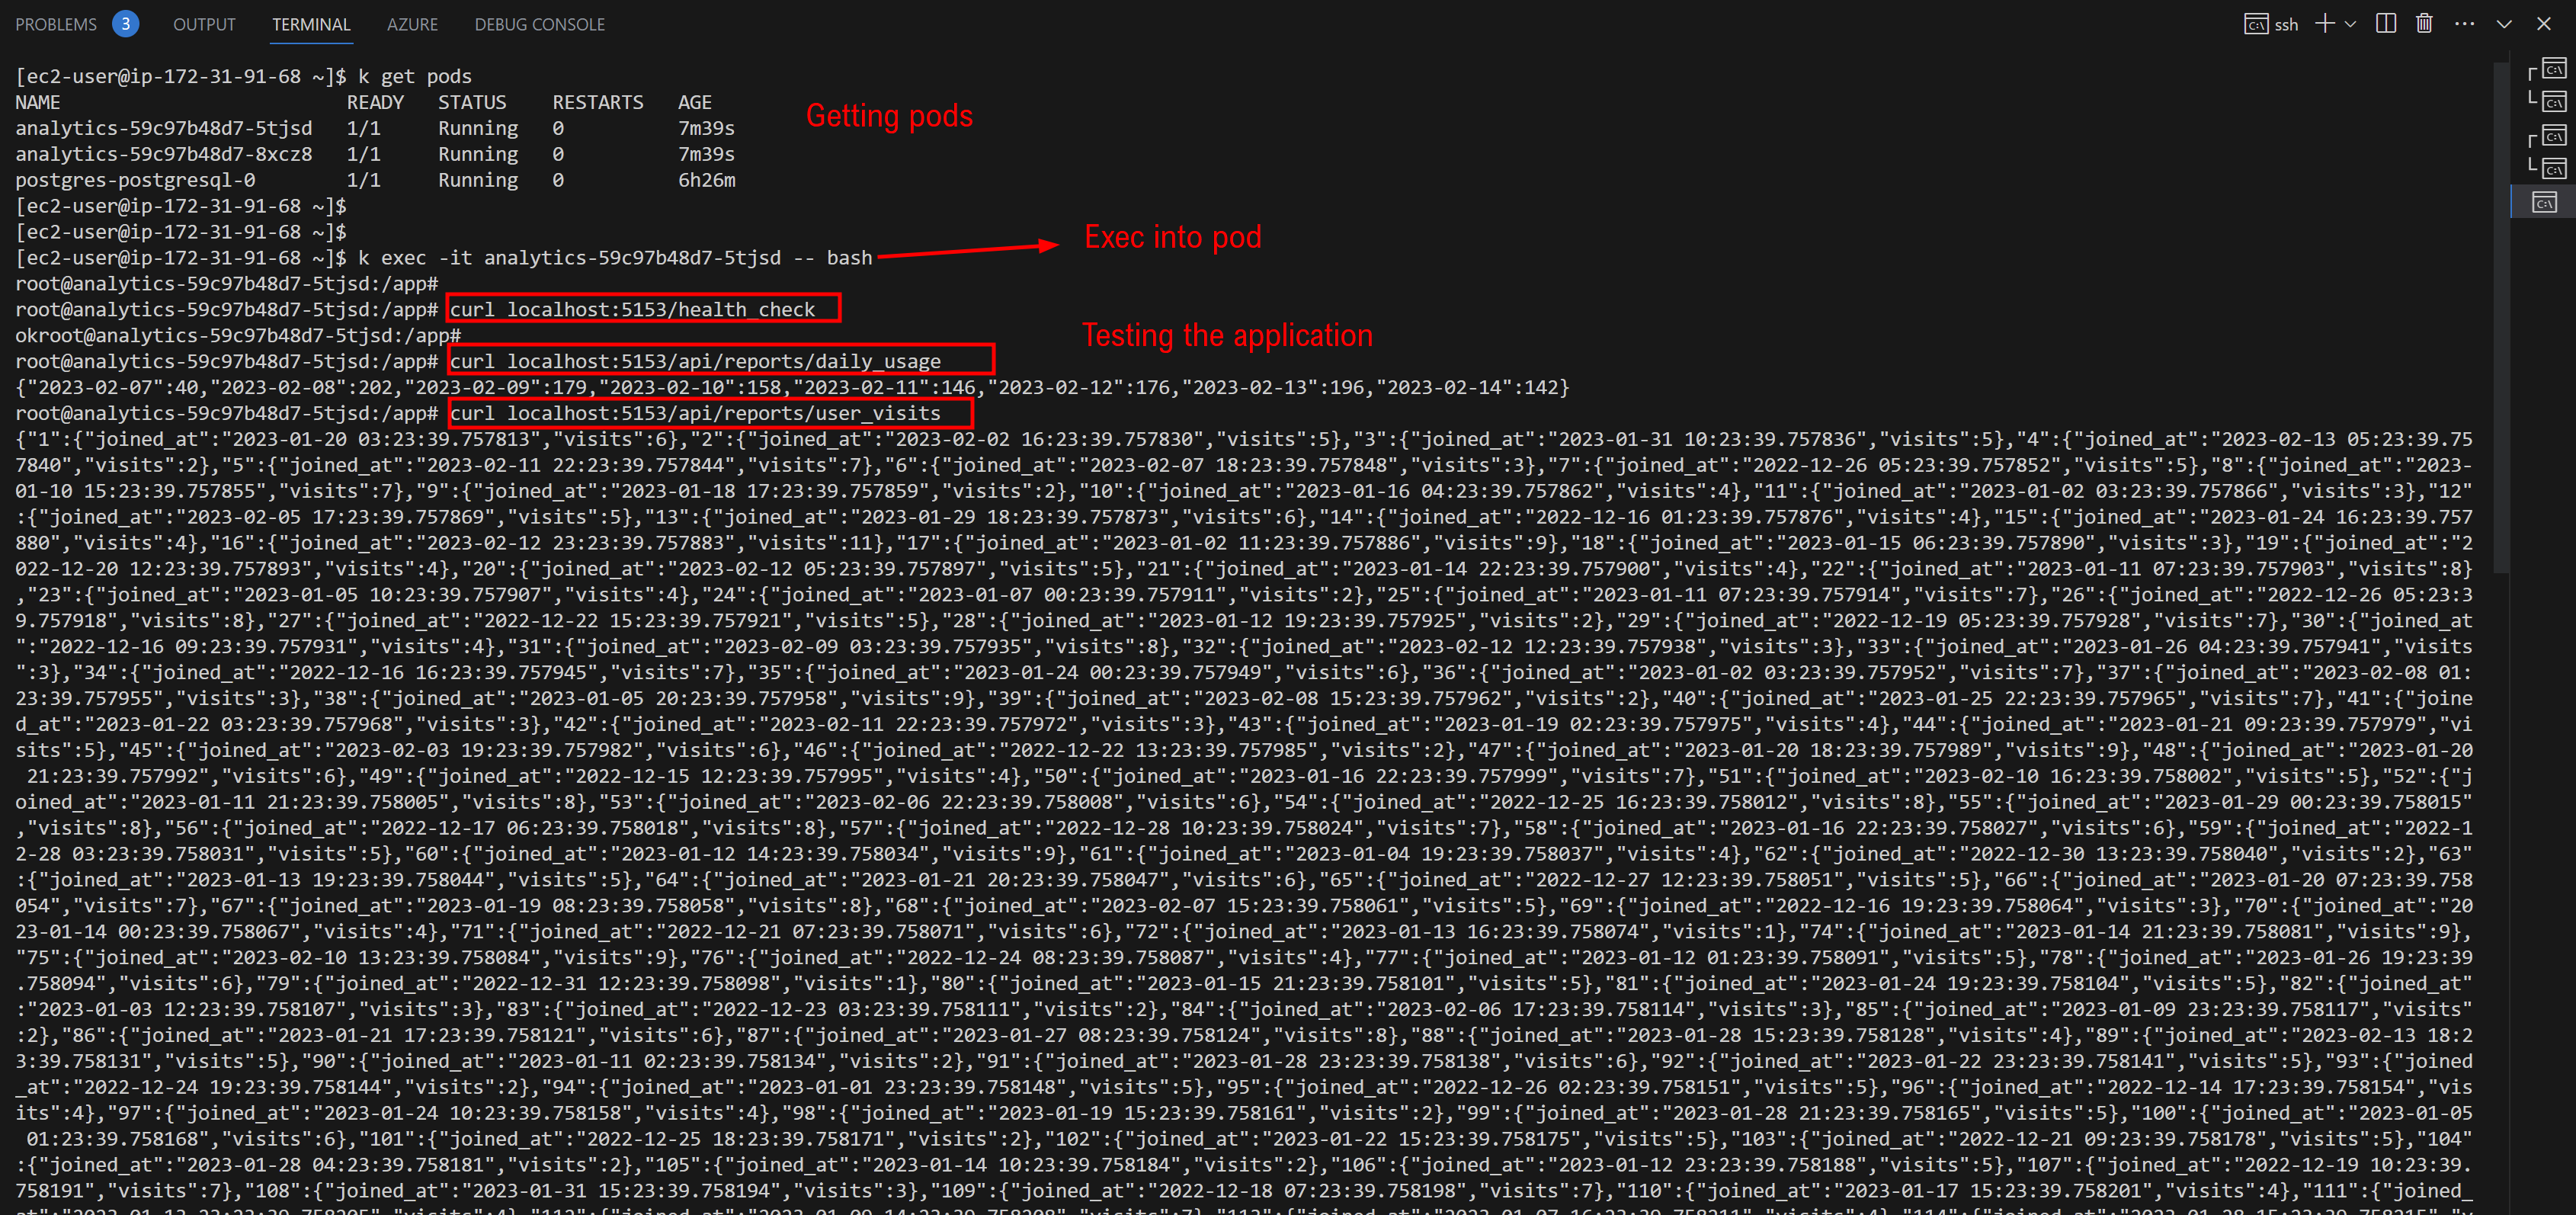 PROBLEMS 3 OUTPUT TERMINAL AZURE DEBUG CONSOLE ssh
[ec2-user@ip-172-31-91-68 ~]$ k get pods
NAME READY STATUS RESTARTS AGE
Getting pods
analytics-59c97b48d7-5tjsd 1/1 Running 0 7m39s
analytics-59c97b48d7-8xcz8 1/1 Running 0 7m39s
postgres-postgresql-0 1/1 Running 0 6h26m
[ec2-user@ip-172-31-91-68 ~]$
[ec2-user@ip-172-31-91-68 ~]$
Exec into pod
[ec2-user@ip-172-31-91-68 ~]$ k exec -it analytics-59c97b48d7-5tjsd -- bash
root@analytics-59c97b48d7-5tjsd:/app#
root@analytics-59c97b48d7-5tjsd:/app# curl localhost:5153/health_check
okroot@analytics-59c97b48d7-5tjsd:/app#
Testing the application
root@analytics-59c97b48d7-5tjsd:/app# curl localhost:5153/api/reports/daily_usage
{"2023-02-07":40,"2023-02-08":202,"2023-02-09":179,"2023-02-10":158,"2023-02-11":146,"2023-02-12":176,"2023-02-13":196,"2023-02-14":142}
root@analytics-59c97b48d7-5tjsd:/app# curl localhost:5153/api/reports/user_visits
{"1":{"joined_at":"2023-01-20 03:23:39.757813","visits":6},"2":{"joined_at":"2023-02-02 16:23:39.757830","visits":5},"3":{"joined_at":"2023-01-31 10:23:39.757836","visits":5},"4":{"joined_at":"2023-02-13 05:23:39.75
7840","visits":2},"5":{"joined_at":"2023-02-11 22:23:39.757844","visits":7},"6":{"joined_at":"2023-02-07 18:23:39.757848","visits":3},"7":{"joined_at":"2022-12-26 05:23:39.757852","visits":5},"8":{"joined_at":"2023-
01-10 15:23:39.757855","visits":7},"9":{"joined_at":"2023-01-18 17:23:39.757859","visits":2},"10":{"joined_at":"2023-01-16 04:23:39.757862","visits":4},"11":{"joined_at":"2023-01-02 03:23:39.757866","visits":3},"12"
:{"joined_at":"2023-02-05 17:23:39.757869","visits":5},"13":{"joined_at":"2023-01-29 18:23:39.757873","visits":6},"14":{"joined_at":"2022-12-16 01:23:39.757876","visits":4},"15":{"joined_at":"2023-01-24 16:23:39.757
880","visits":4},"16":{"joined_at":"2023-02-12 23:23:39.757883","visits":11},"17":{"joined_at":"2023-01-02 11:23:39.757886","visits":9},"18":{"joined_at":"2023-01-15 06:23:39.757890","visits":3},"19":{"joined_at":"2
022-12-20 12:23:39.757893","visits":4},"20":{"joined_at":"2023-02-12 05:23:39.757897","visits":5},"21":{"joined_at":"2023-01-14 22:23:39.757900","visits":4},"22":{"joined_at":"2023-01-11 07:23:39.757903","visits":8}
,"23":{"joined_at":"2023-01-05 10:23:39.757907","visits":4},"24":{"joined_at":"2023-01-07 00:23:39.757911","visits":2},"25":{"joined_at":"2023-01-11 07:23:39.757914","visits":7},"26":{"joined_at":"2022-12-26 05:23:3
9.757918","visits":8},"27":{"joined_at":"2022-12-22 15:23:39.757921","visits":5},"28":{"joined_at":"2023-01-12 19:23:39.757925","visits":2},"29":{"joined_at":"2022-12-19 05:23:39.757928","visits":7},"30":{"joined_at
":"2022-12-16 09:23:39.757931","visits":4},"31":{"joined_at":"2023-02-09 03:23:39.757935","visits":8},"32":{"joined_at":"2023-02-12 12:23:39.757938","visits":3},"33":{"joined_at":"2023-01-26 04:23:39.757941","visits
":3},"34":{"joined_at":"2022-12-16 16:23:39.757945","visits":7},"35":{"joined_at":"2023-01-24 00:23:39.757949","visits":6},"36":{"joined_at":"2023-01-02 03:23:39.757952","visits":7},"37":{"joined_at":"2023-02-08 01:
23:39.757955","visits":3},"38":{"joined_at":"2023-01-05 20:23:39.757958","visits":9},"39":{"joined_at":"2023-02-08 15:23:39.757962","visits":2},"40":{"joined_at":"2023-01-25 22:23:39.757965","visits":7},"41":{"joine
d_at":"2023-01-22 03:23:39.757968","visits":3},"42":{"joined_at":"2023-02-11 22:23:39.757972","visits":3},"43":{"joined_at":"2023-01-19 02:23:39.757975","visits":4},"44":{"joined_at":"2023-01-21 09:23:39.757979","vi
sits":5},"45":{"joined_at":"2023-02-03 19:23:39.757982","visits":6},"46":{"joined_at":"2022-12-22 13:23:39.757985","visits":2},"47":{"joined_at":"2023-01-20 18:23:39.757989","visits":9},"48":{"joined_at":"2023-01-20
 21:23:39.757992","visits":6},"49":{"joined_at":"2022-12-15 12:23:39.757995","visits":4},"50":{"joined_at":"2023-01-16 22:23:39.757999","visits":7},"51":{"joined_at":"2023-02-10 16:23:39.758002","visits":5},"52":{"j
oined_at":"2023-01-11 21:23:39.758005","visits":8},"53":{"joined_at":"2023-02-06 22:23:39.758008","visits":6},"54":{"joined_at":"2022-12-25 16:23:39.758012","visits":8},"55":{"joined_at":"2023-01-29 00:23:39.758015"
,"visits":8},"56":{"joined_at":"2022-12-17 06:23:39.758018","visits":8},"57":{"joined_at":"2022-12-28 10:23:39.758024","visits":7},"58":{"joined_at":"2023-01-16 22:23:39.758027","visits":6},"59":{"joined_at":"2022-1
2-28 03:23:39.758031","visits":5},"60":{"joined_at":"2023-01-12 14:23:39.758034","visits":9},"61":{"joined_at":"2023-01-04 19:23:39.758037","visits":4},"62":{"joined_at":"2022-12-30 13:23:39.758040","visits":2},"63"
:{"joined_at":"2023-01-13 19:23:39.758044","visits":5},"64":{"joined_at":"2023-01-21 20:23:39.758047","visits":6},"65":{"joined_at":"2022-12-27 12:23:39.758051","visits":5},"66":{"joined_at":"2023-01-20 07:23:39.758
054","visits":7},"67":{"joined_at":"2023-01-19 08:23:39.758058","visits":8},"68":{"joined_at":"2023-02-07 15:23:39.758061","visits":5},"69":{"joined_at":"2022-12-16 19:23:39.758064","visits":3},"70":{"joined_at":"20
23-01-14 00:23:39.758067","visits":4},"71":{"joined_at":"2022-12-21 07:23:39.758071","visits":6},"72":{"joined_at":"2023-01-13 16:23:39.758074","visits":1},"74":{"joined_at":"2023-01-14 21:23:39.758081","visits":9},
"75":{"joined_at":"2023-02-10 13:23:39.758084","visits":9},"76":{"joined_at":"2022-12-24 08:23:39.758087","visits":4},"77":{"joined_at":"2023-01-12 01:23:39.758091","visits":5},"78":{"joined_at":"2023-01-26 19:23:39
.758094","visits":6},"79":{"joined_at":"2022-12-31 12:23:39.758098","visits":1},"80":{"joined_at":"2023-01-15 21:23:39.758101","visits":5},"81":{"joined_at":"2023-01-24 19:23:39.758104","visits":5},"82":{"joined_at"
:"2023-01-03 12:23:39.758107","visits":3},"83":{"joined_at":"2022-12-23 03:23:39.758111","visits":2},"84":{"joined_at":"2023-02-06 17:23:39.758114","visits":3},"85":{"joined_at":"2023-01-09 23:23:39.758117","visits"
:2},"86":{"joined_at":"2023-01-21 17:23:39.758121","visits":6},"87":{"joined_at":"2023-01-27 08:23:39.758124","visits":8},"88":{"joined_at":"2023-01-28 15:23:39.758128","visits":4},"89":{"joined_at":"2023-02-13 18:2
3:39.758131","visits":5},"90":{"joined_at":"2023-01-11 02:23:39.758134","visits":2},"91":{"joined_at":"2023-01-28 23:23:39.758138","visits":6},"92":{"joined_at":"2023-01-22 23:23:39.758141","visits":5},"93":{"joined
_at":"2022-12-24 19:23:39.758144","visits":2},"94":{"joined_at":"2023-01-01 23:23:39.758148","visits":5},"95":{"joined_at":"2022-12-26 02:23:39.758151","visits":5},"96":{"joined_at":"2022-12-14 17:23:39.758154","vis
its":4},"97":{"joined_at":"2023-01-24 10:23:39.758158","visits":4},"98":{"joined_at":"2023-01-19 15:23:39.758161","visits":2},"99":{"joined_at":"2023-01-28 21:23:39.758165","visits":5},"100":{"joined_at":"2023-01-05
 01:23:39.758168","visits":6},"101":{"joined_at":"2022-12-25 18:23:39.758171","visits":2},"102":{"joined_at":"2023-01-22 15:23:39.758175","visits":5},"103":{"joined_at":"2022-12-21 09:23:39.758178","visits":5},"104"
:{"joined_at":"2023-01-28 04:23:39.758181","visits":2},"105":{"joined_at":"2023-01-14 10:23:39.758184","visits":2},"106":{"joined_at":"2023-01-12 23:23:39.758188","visits":5},"107":{"joined_at":"2022-12-19 10:23:39.
758191","visits":7},"108":{"joined_at":"2023-01-31 15:23:39.758194","visits":3},"109":{"joined_at":"2022-12-18 07:23:39.758198","visits":7},"110":{"joined_at":"2023-01-17 15:23:39.758201","visits":4},"111":{"joined_